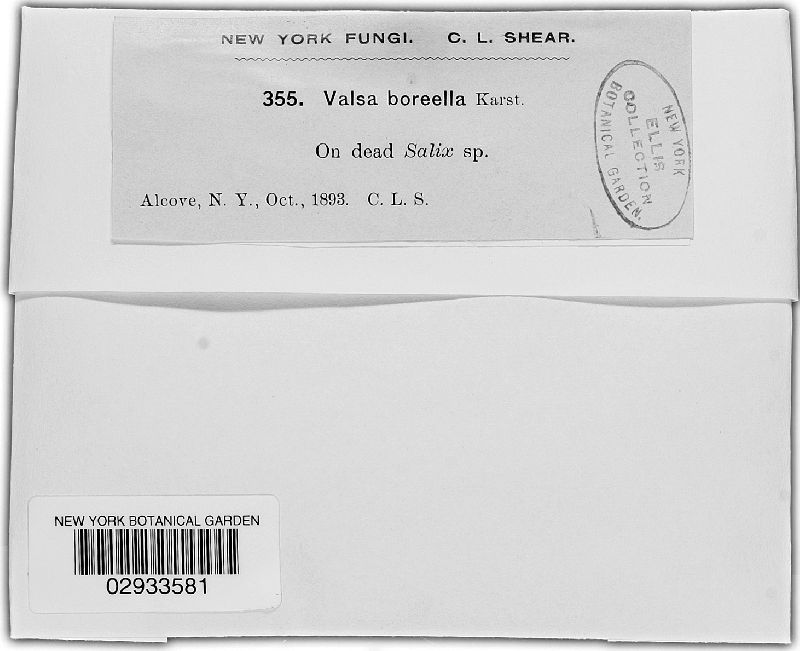 NEW YORK FUNGI. C. L. SHEAR.
355. Valsa boreella Karst.
On dead Salix sp.
Alcove, N. Y., Oct., 1893. C. L. S.
NEW YORK
ELLIS
COLLECTION
BOTANICAL GARDEN.
NEW YORK BOTANICAL GARDEN
02933581